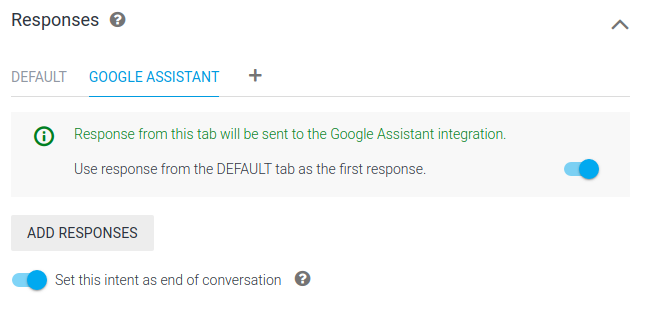 Responses ?
DEFAULT GOOGLE ASSISTANT +
Response from this tab will be sent to the Google Assistant integration.
Use response from the DEFAULT tab as the first response.
ADD RESPONSES
Set this intent as end of conversation ?